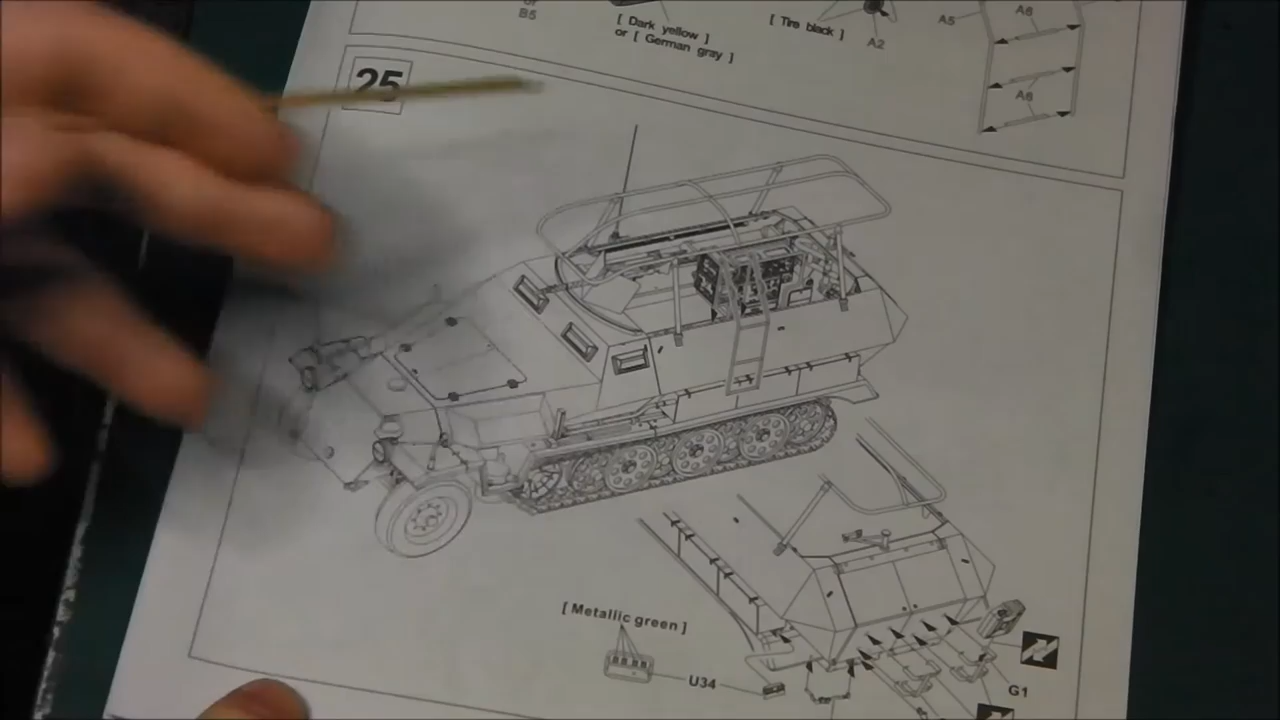 B5
[ Dark yellow ]
or [ German gray ]
[ Tire black ]
A2
A5
A6
A6
25
[ Metallic green ]
U34
G1